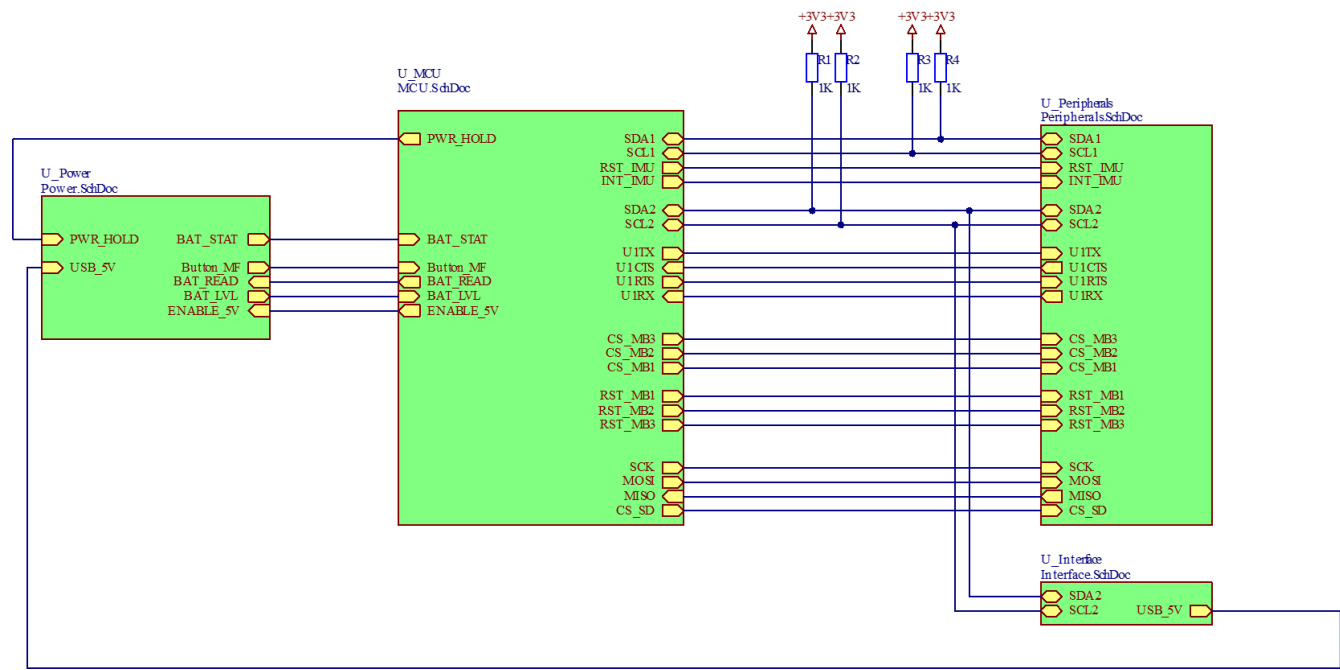 +3V3 +3V3 +3V3 +3V3
R1 R2 R3 R4
1K 1K 1K 1K
U_MCU
MCU.SchDoc
PWR_HOLD
BAT_STAT
Button_MF
BAT_READ
BAT_LVL
ENABLE_5V
SDA1
SCL1
RST_IMU
INT_IMU
SDA2
SCL2
U1TX
U1CTS
U1RTS
U1RX
CS_MB3
CS_MB2
CS_MB1
RST_MB1
RST_MB2
RST_MB3
SCK
MOSI
MISO
CS_SD
U_Peripherals
Peripherals.SchDoc
SDA1
SCL1
RST_IMU
INT_IMU
SDA2
SCL2
U1TX
U1CTS
U1RTS
U1RX
CS_MB3
CS_MB2
CS_MB1
RST_MB1
RST_MB2
RST_MB3
SCK
MOSI
MISO
CS_SD
U_Power
Power.SchDoc
PWR_HOLD
USB_5V
BAT_STAT
Button_MF
BAT_READ
BAT_LVL
ENABLE_5V
U_Interface
Interface.SchDoc
SDA2
SCL2 USB_5V